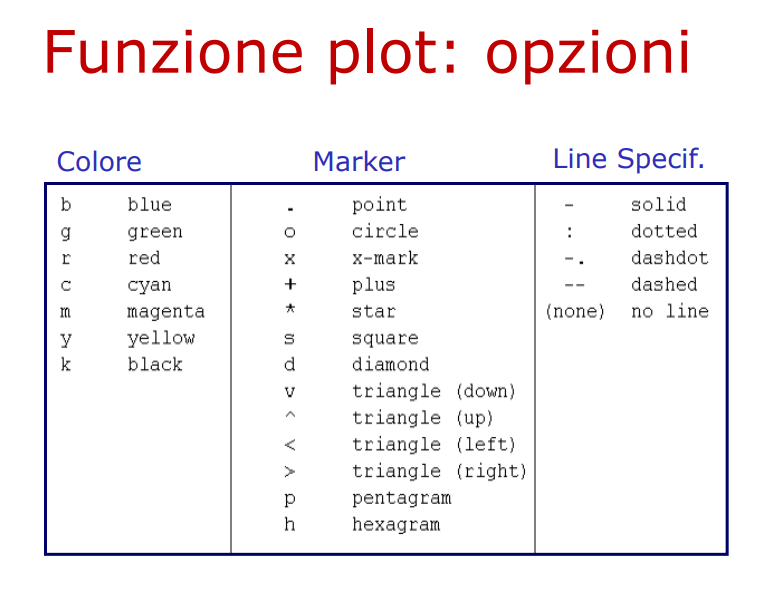 Funzione plot: opzioni
Colore Marker Line Specif.
b blue . point - solid
g green o circle : dotted
r red x x-mark -. dashdot
c cyan + plus -- dashed
m magenta * star (none) no line
y yellow s square
k black d diamond
v triangle (down)
^ triangle (up)
< triangle (left)
> triangle (right)
p pentagram
h hexagram